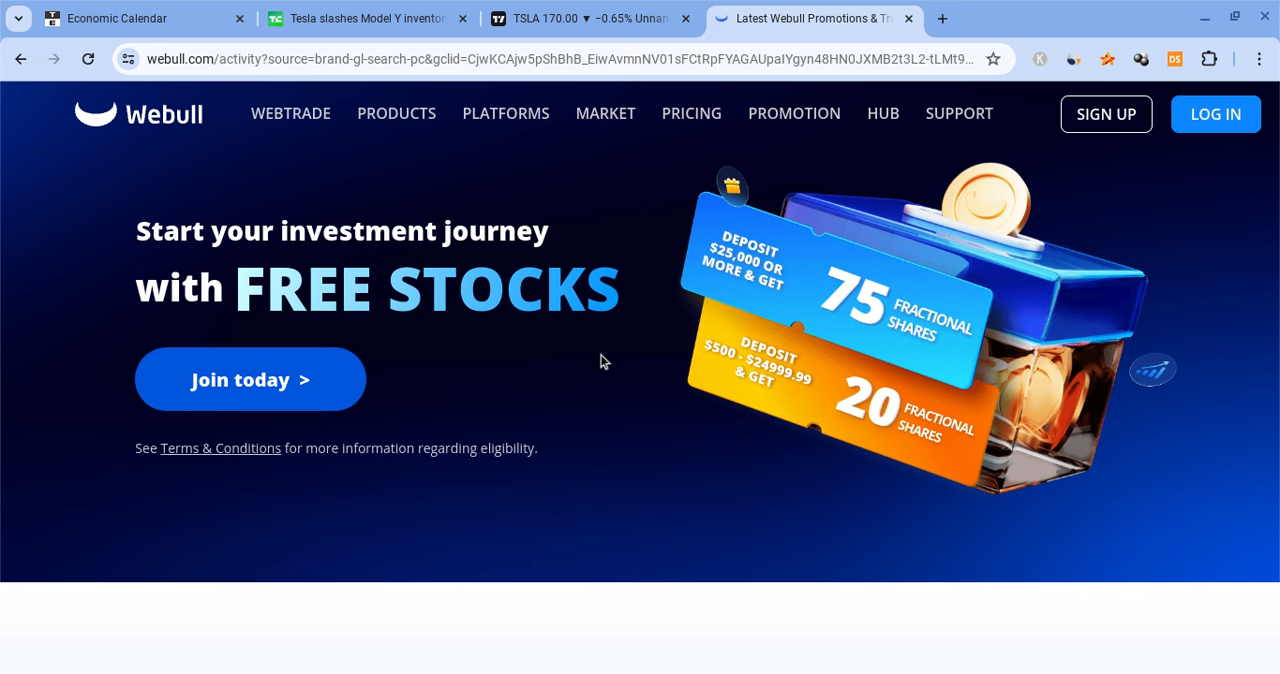 Economic Calendar
Tesla slashes Model Y inventor
TSLA 170.00 ▼ −0.65% Unnan
Latest Webull Promotions & Tra
webull.com/activity?source=brand-gl-search-pc&gclid=CjwKCAjw5pShBhB_EiwAvmnNV01sFCtRpFYAGAUpaIYgyn48HN0JXMB2t3L2-tLMt9...
K
DS
Webull
WEBTRADE
PRODUCTS
PLATFORMS
MARKET
PRICING
PROMOTION
HUB
SUPPORT
SIGN UP
LOG IN
Start your investment journey
with FREE STOCKS
Join today >
See Terms & Conditions for more information regarding eligibility.
DEPOSIT
$25,000 OR
MORE & GET
75 FRACTIONAL
SHARES
DEPOSIT
$500 - $24999.99
& GET
20 FRACTIONAL
SHARES